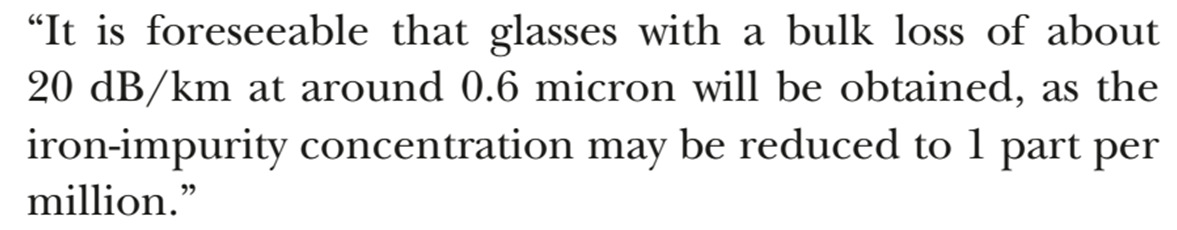 “It is foreseeable that glasses with a bulk loss of about
20 dB/km at around 0.6 micron will be obtained, as the
iron-impurity concentration may be reduced to 1 part per
million.”